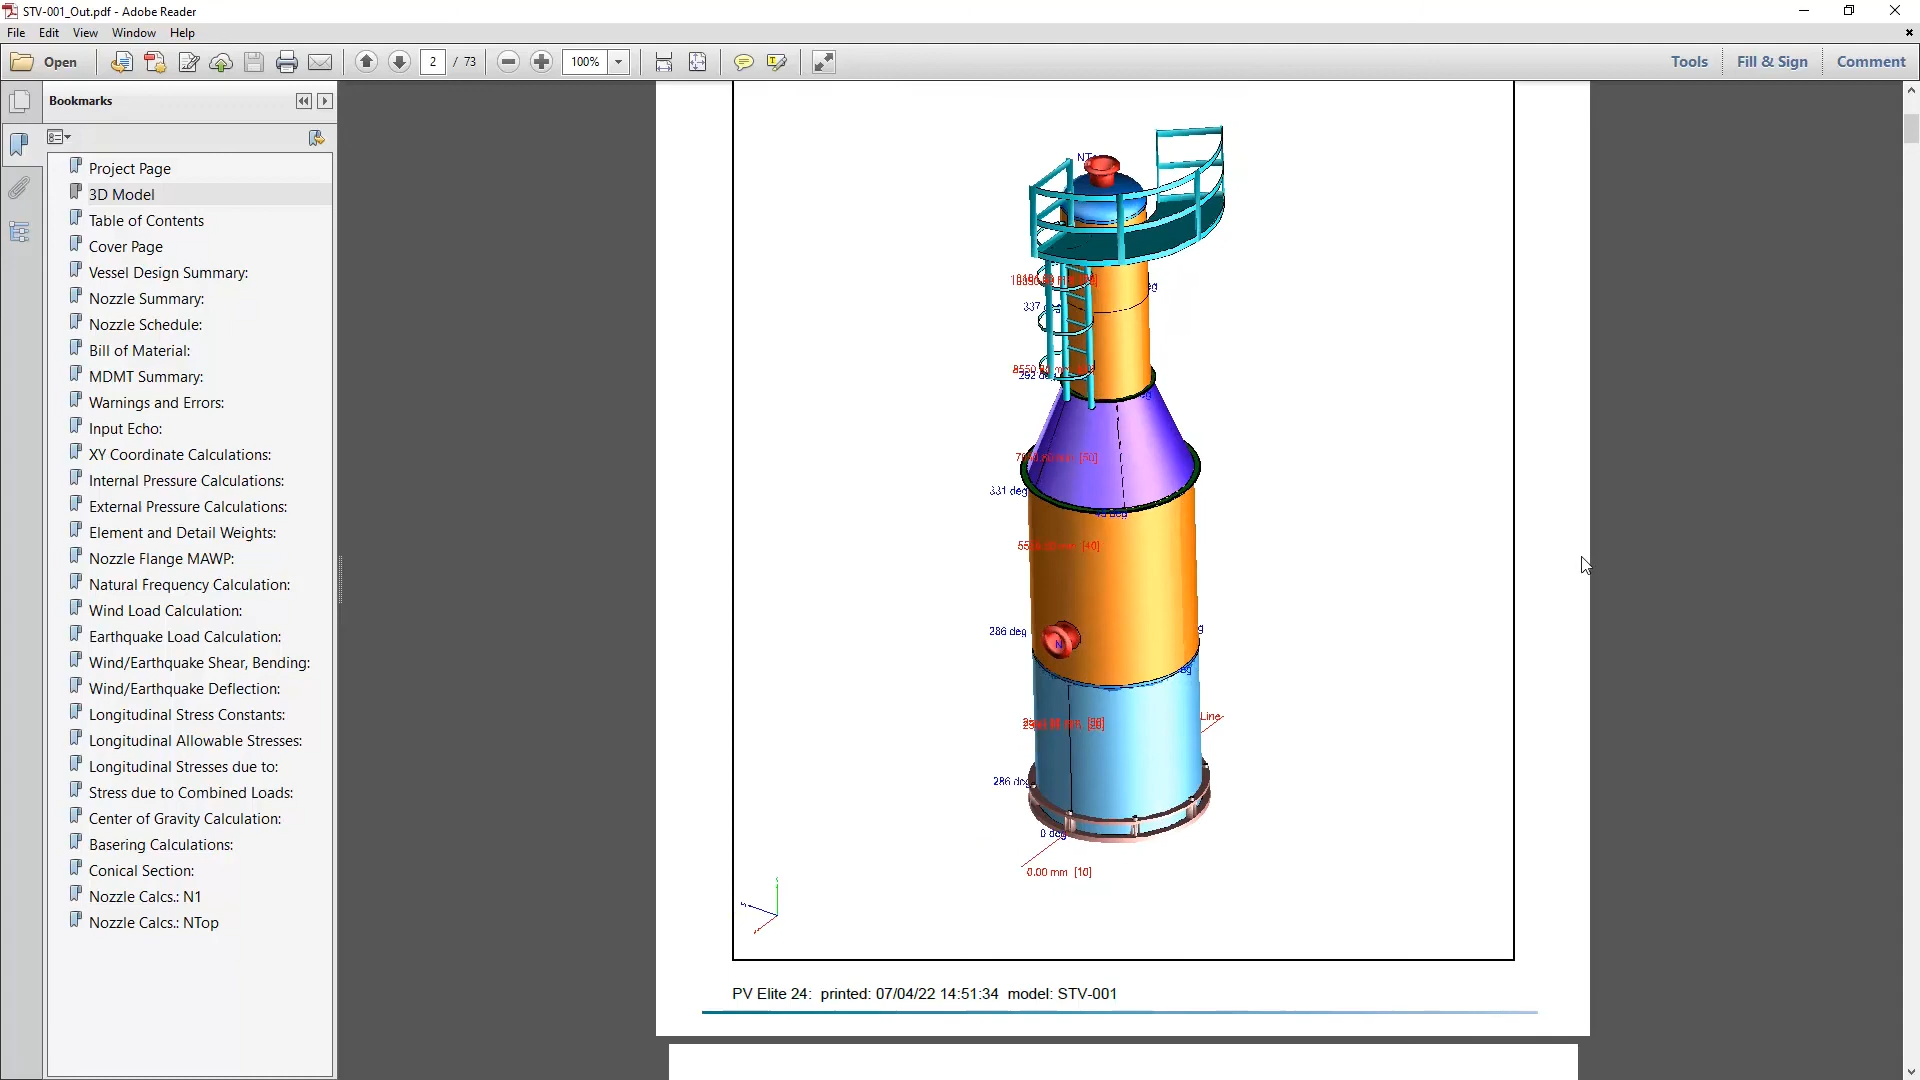 STV-001_Out.pdf - Adobe Reader
File Edit View Window Help
Open 2 / 73 100% Tools Fill & Sign Comment
Bookmarks
Project Page
3D Model
Table of Contents
Cover Page
Vessel Design Summary:
Nozzle Summary:
Nozzle Schedule:
Bill of Material:
MDMT Summary:
Warnings and Errors:
Input Echo:
XY Coordinate Calculations:
Internal Pressure Calculations:
External Pressure Calculations:
Element and Detail Weights:
Nozzle Flange MAWP:
Natural Frequency Calculation:
Wind Load Calculation:
Earthquake Load Calculation:
Wind/Earthquake Shear, Bending:
Wind/Earthquake Deflection:
Longitudinal Stress Constants:
Longitudinal Allowable Stresses:
Longitudinal Stresses due to:
Stress due to Combined Loads:
Center of Gravity Calculation:
Basering Calculations:
Conical Section:
Nozzle Calcs.: N1
Nozzle Calcs.: NTop
337
292 deg
[50]
331 deg
[40]
286 deg
Line
286 deg
0 deg
0.00 mm [10]
PV Elite 24: printed: 07/04/22 14:51:34 model: STV-001